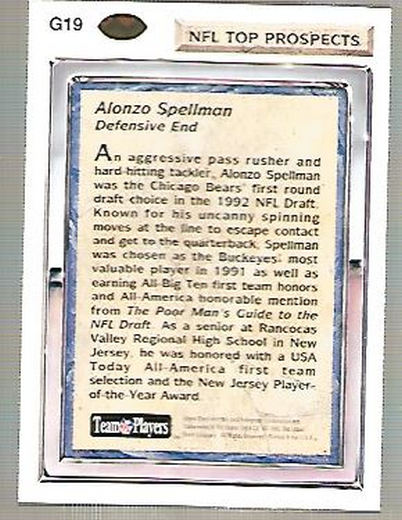 G19
NFL TOP PROSPECTS
Alonzo Spellman
Defensive End
An aggressive pass rusher and
hard-hitting tackler, Alonzo Spellman
was the Chicago Bears' first round
draft choice in the 1992 NFL Draft.
Known for his uncanny spinning
moves at the line to escape contact
and get to the quarterback, Spellman
was chosen as the Buckeyes' most
valuable player in 1991 as well as
earning All-Big Ten first team honors
and All-America honorable mention
from The Poor Man's Guide to the
NFL Draft. As a senior at Rancocas
Valley Regional High School in New
Jersey, he was honored with a USA
Today All-America first team
selection and the New Jersey Player-
of-the-Year Award.
Team Players